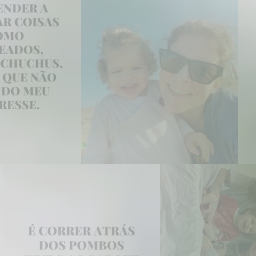 ENDER A
AR COISAS
OMO
EADOS,
CHUCHUS,
QUE NÃO
DO MEU
RESSE.
É CORRER ATRÁS
DOS POMBOS